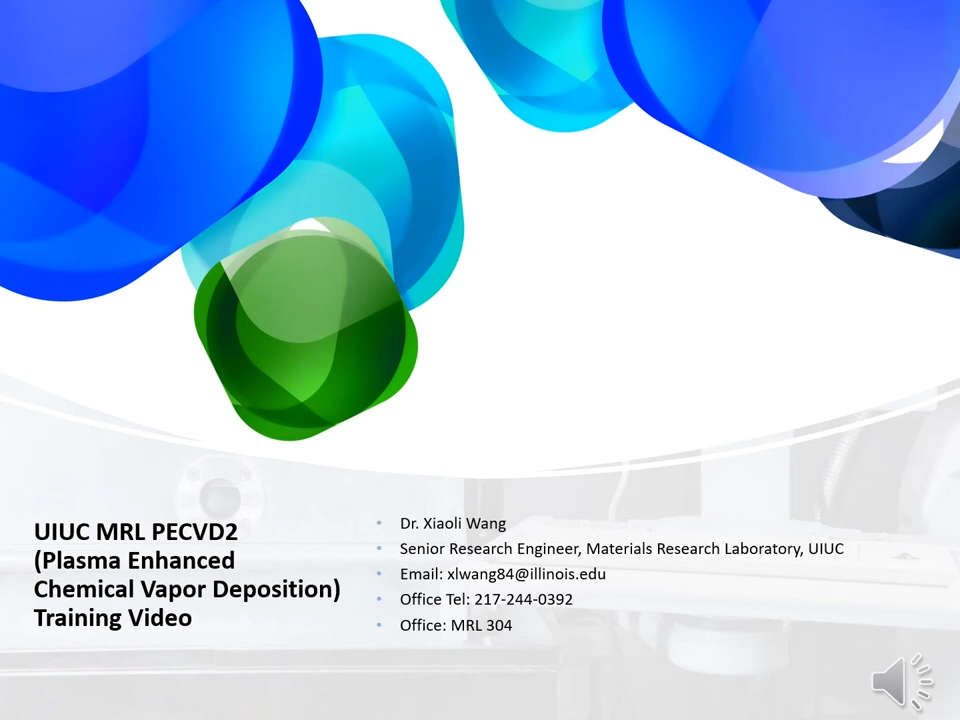 UIUC MRL PECVD2
(Plasma Enhanced
Chemical Vapor Deposition)
Training Video
• Dr. Xiaoli Wang
• Senior Research Engineer, Materials Research Laboratory, UIUC
• Email: xlwang84@illinois.edu
• Office Tel: 217-244-0392
• Office: MRL 304